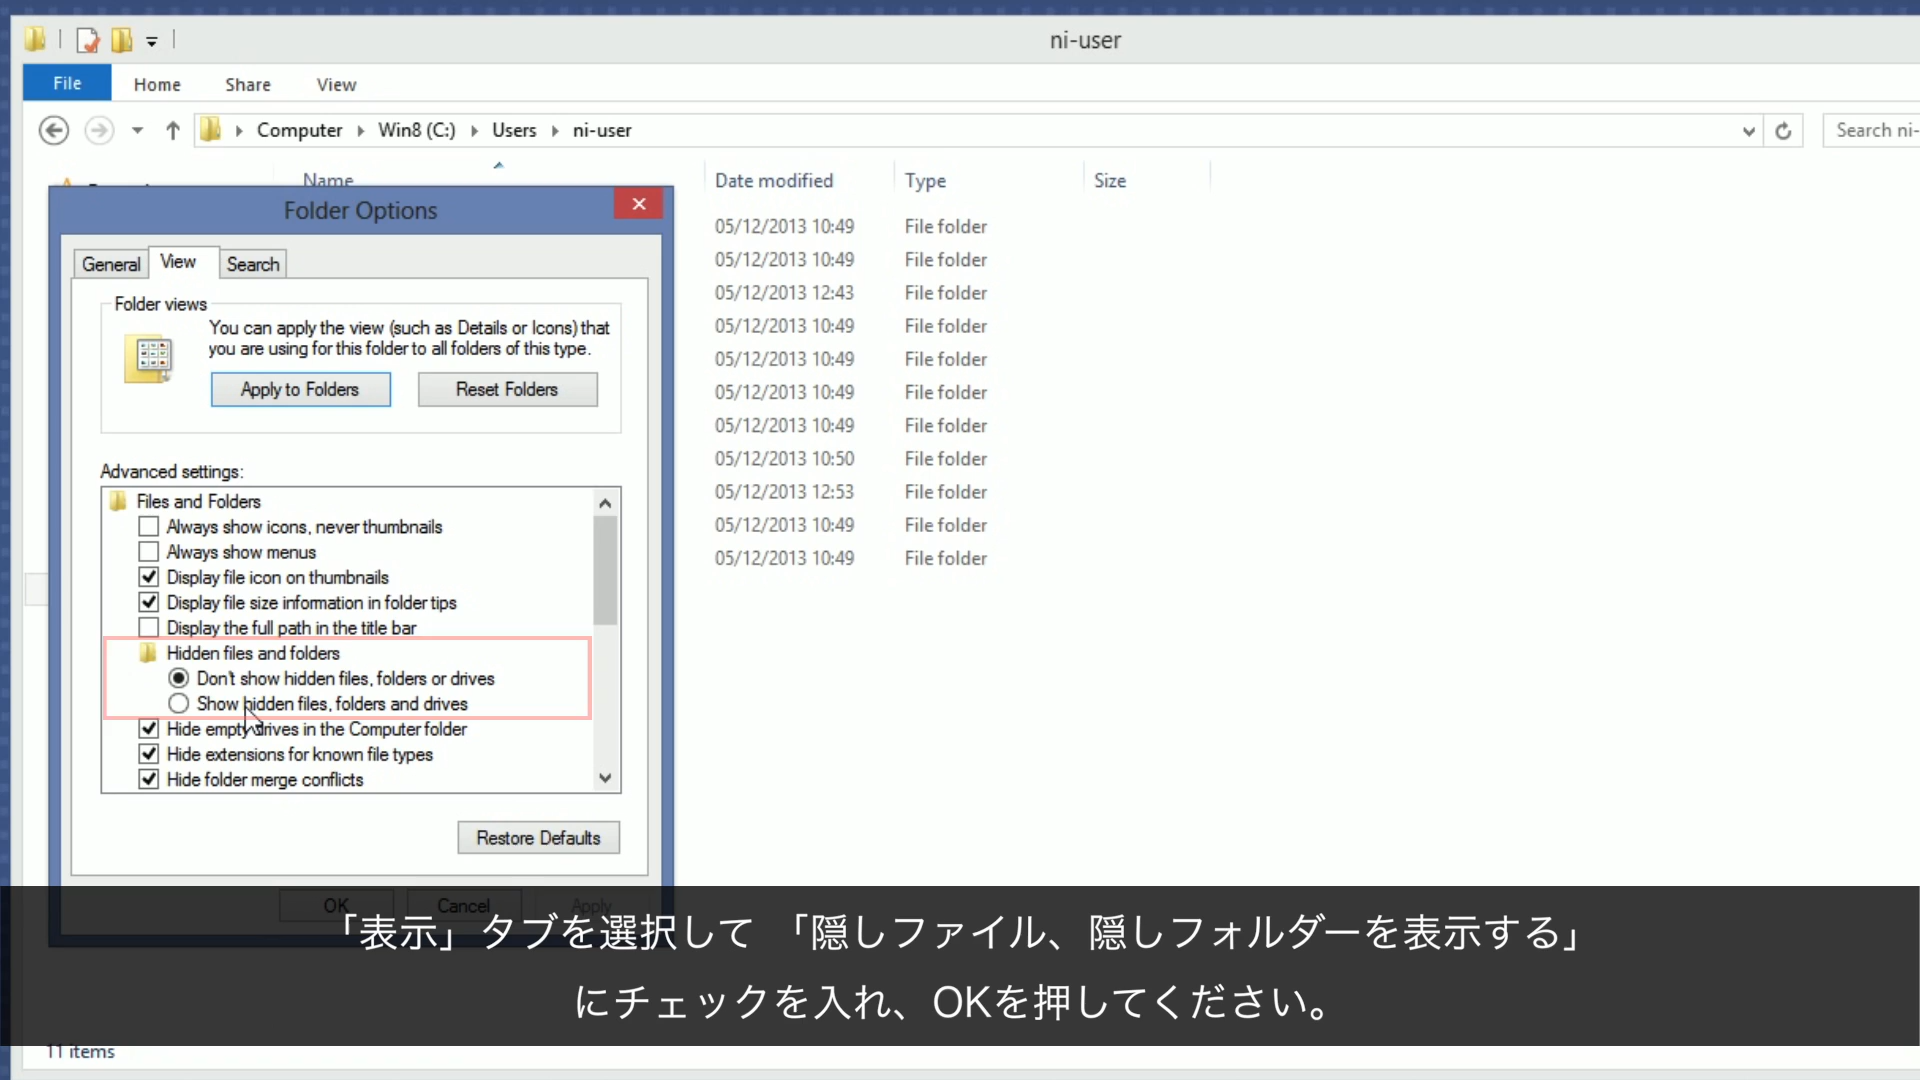 ni-user
File Home Share View
Computer Win8 (C:) Users ni-user
Search ni-
Name Date modified Type Size
Folder Options
General View Search
Folder views
You can apply the view (such as Details or Icons) that
you are using for this folder to all folders of this type.
Apply to Folders Reset Folders
Advanced settings:
Files and Folders
Always show icons, never thumbnails
Always show menus
Display file icon on thumbnails
Display file size information in folder tips
Display the full path in the title bar
Hidden files and folders
Don't show hidden files, folders or drives
Show hidden files, folders and drives
Hide empty drives in the Computer folder
Hide extensions for known file types
Hide folder merge conflicts
Restore Defaults
OK Cancel Apply
05/12/2013 10:49 File folder
05/12/2013 10:49 File folder
05/12/2013 12:43 File folder
05/12/2013 10:49 File folder
05/12/2013 10:49 File folder
05/12/2013 10:49 File folder
05/12/2013 10:49 File folder
05/12/2013 10:50 File folder
05/12/2013 12:53 File folder
05/12/2013 10:49 File folder
05/12/2013 10:49 File folder
「表示」タブを選択して 「隠しファイル、隠しフォルダーを表示する」
にチェックを入れ、OKを押してください。
11 items